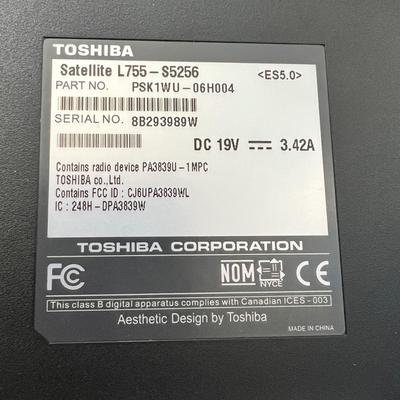 TOSHIBA
Satellite L755-S5256 <ES5.0>
PART NO. PSK1WU-06H004
SERIAL NO. 8B293989W
DC 19V 3.42A
Contains radio device PA3839U-1MPC
TOSHIBA co.,Ltd.
Contains FCC ID : CJ6UPA3839WL
IC : 248H-DPA3839W
TOSHIBA CORPORATION
FC NOM NYCE CE
This class B digital apparatus complies with Canadian ICES - 003
Aesthetic Design by Toshiba
MADE IN CHINA